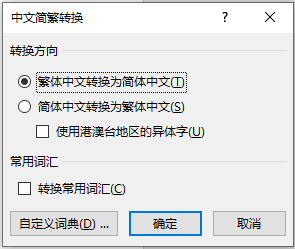 中文简繁转换
转换方向
繁体中文转换为简体中文(T)
简体中文转换为繁体中文(S)
使用港澳台地区的异体字(U)
常用词汇
转换常用词汇(C)
自定义词典(D) ... 确定 取消